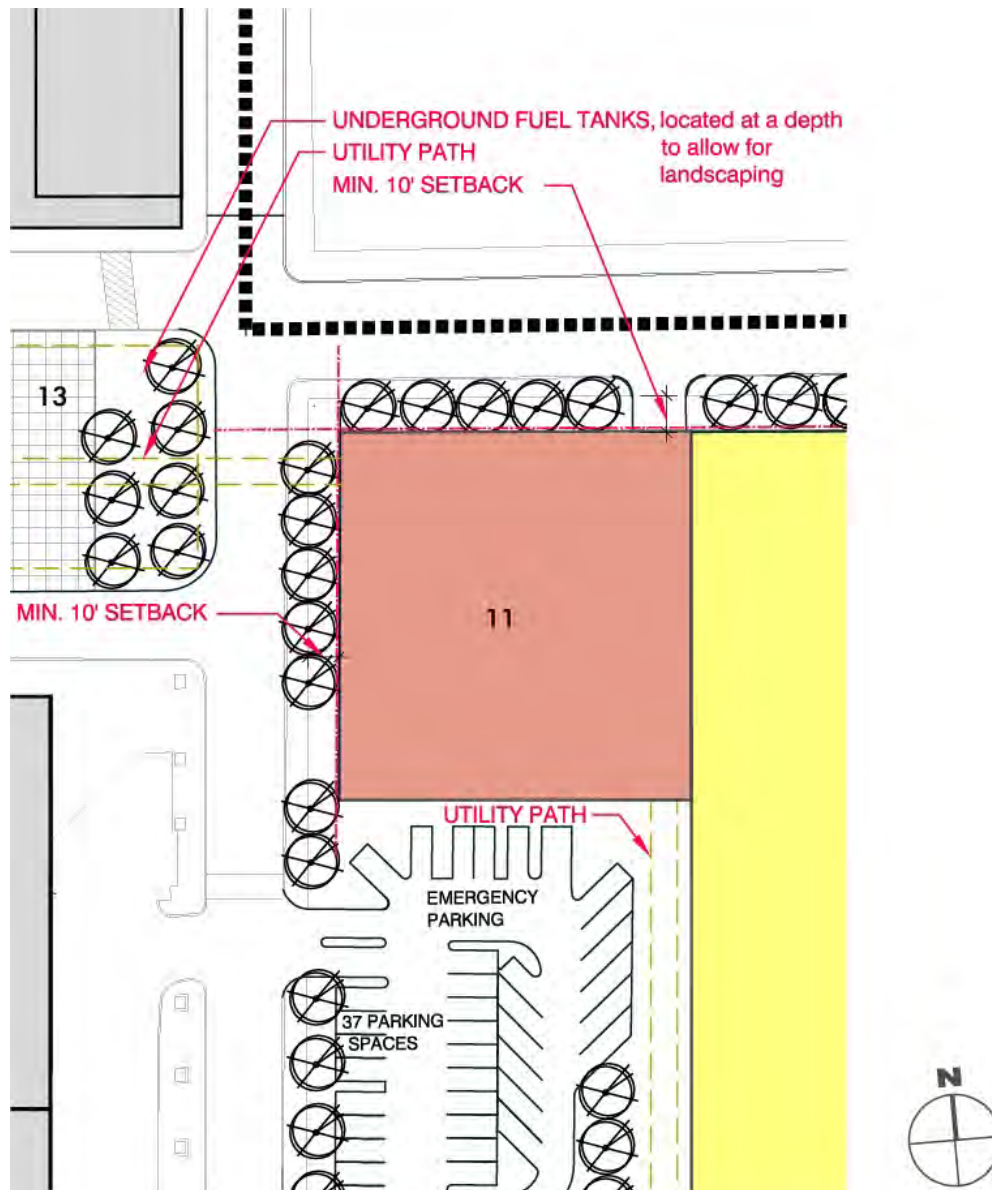 UNDERGROUND FUEL TANKS, located at a depth
to allow for
landscaping
UTILITY PATH
MIN. 10' SETBACK
13
11
MIN. 10' SETBACK
UTILITY PATH
EMERGENCY
PARKING
37 PARKING
SPACES
N